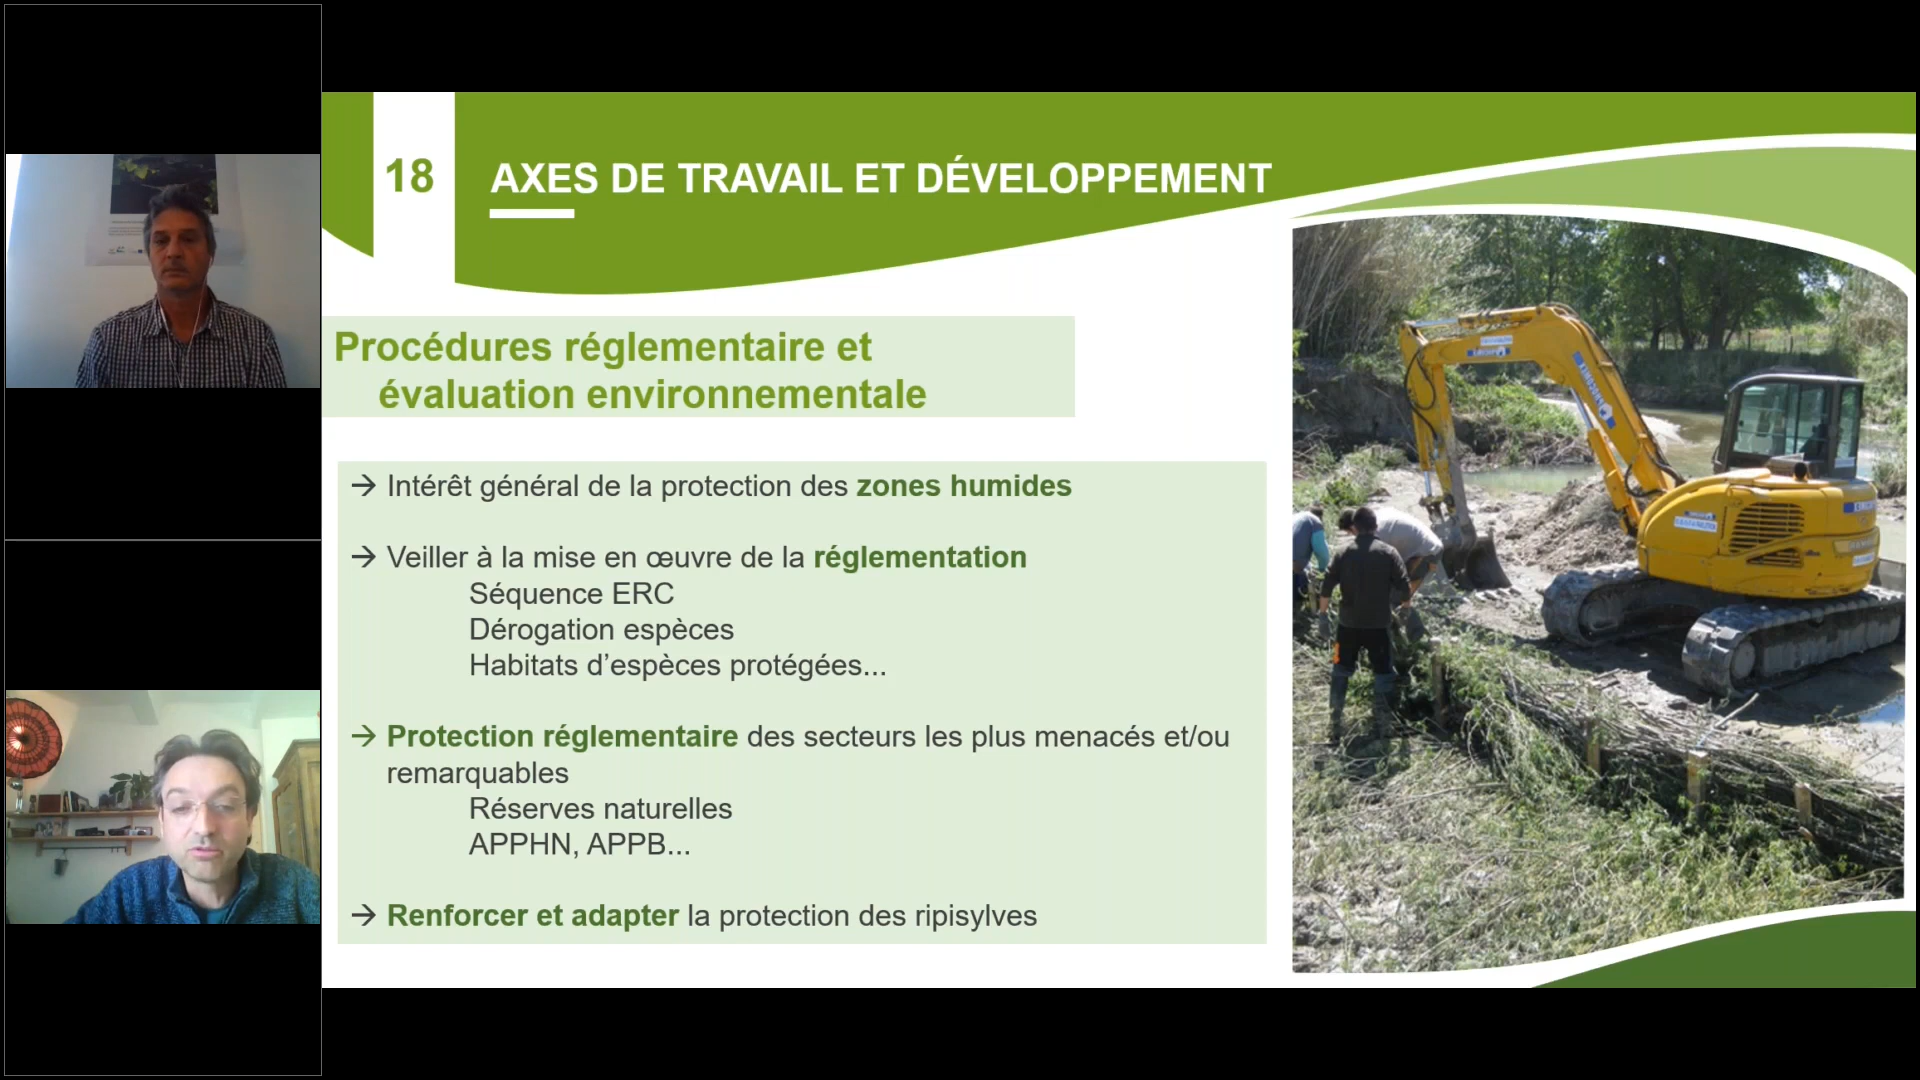 18
AXES DE TRAVAIL ET DÉVELOPPEMENT
Procédures réglementaire et
évaluation environnementale
→ Intérêt général de la protection des zones humides
→ Veiller à la mise en œuvre de la réglementation
Séquence ERC
Dérogation espèces
Habitats d’espèces protégées...
→ Protection réglementaire des secteurs les plus menacés et/ou
remarquables
Réserves naturelles
APPHN, APPB...
→ Renforcer et adapter la protection des ripisylves